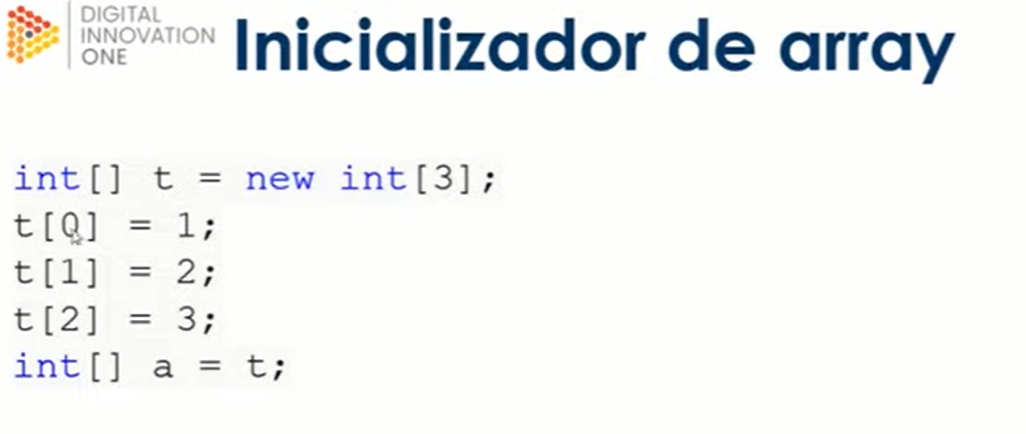 DIGITAL
INNOVATION
ONE
Inicializador de array
int[] t = new int[3];
t[0] = 1;
t[1] = 2;
t[2] = 3;
int[] a = t;